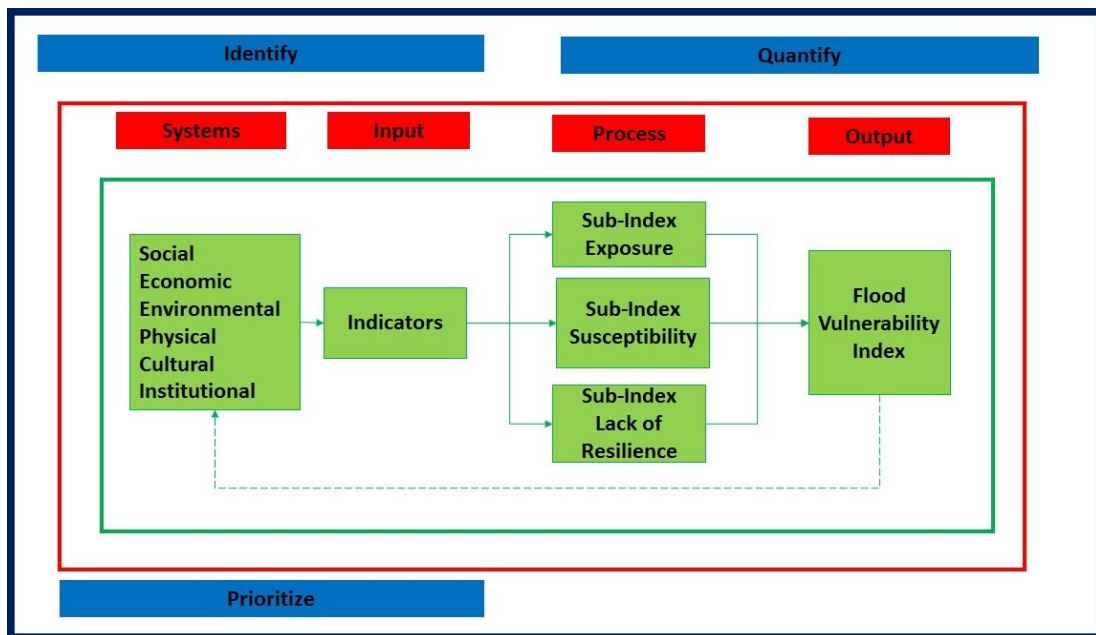 Identify
Quantify
Systems
Input
Process
Output
Social
Economic
Environmental
Physical
Cultural
Institutional
Indicators
Sub-Index
Exposure
Sub-Index
Susceptibility
Sub-Index
Lack of
Resilience
Flood
Vulnerability
Index
Prioritize